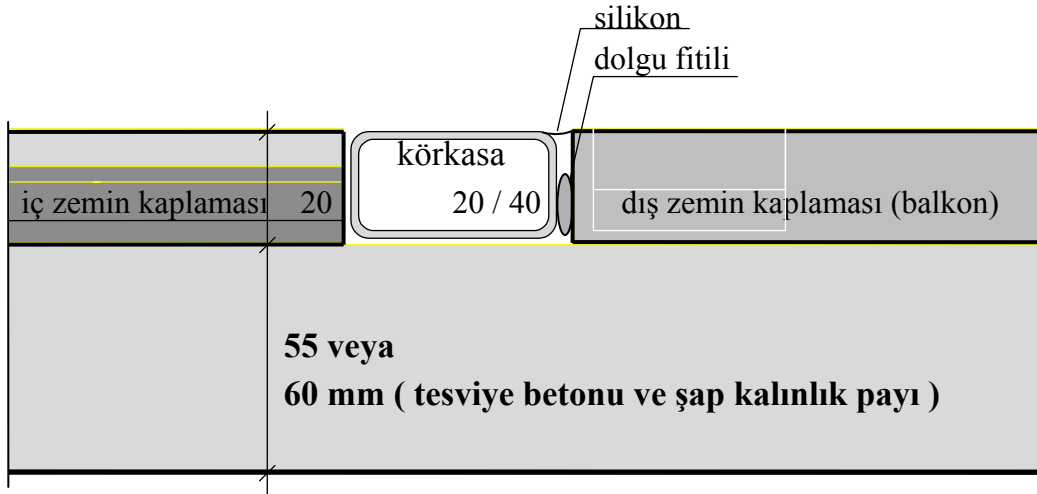 silikon
dolgu fitili
körkasa
iç zemin kaplaması 20
20 / 40
dış zemin kaplaması (balkon)
55 veya
60 mm ( tesviye betonu ve şap kalınlık payı )